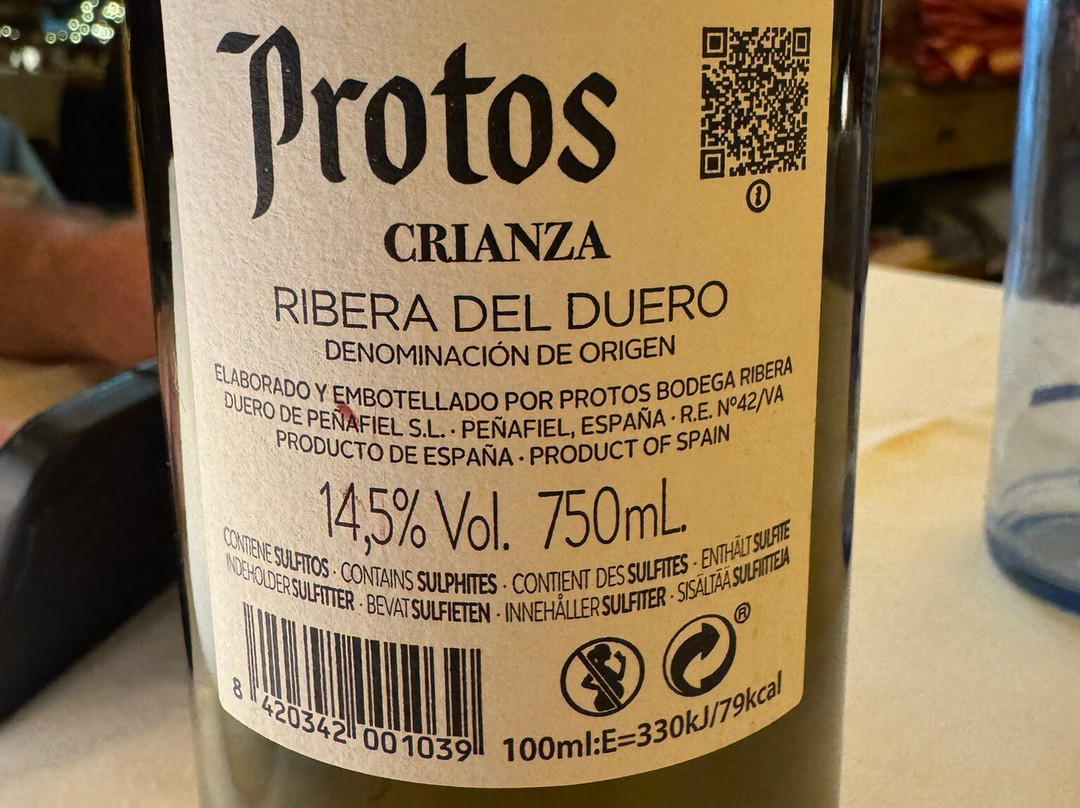 Protos
CRIANZA
RIBERA DEL DUERO
DENOMINACIÓN DE ORIGEN
ELABORADO Y EMBOTELLADO POR PROTOS BODEGA RIBERA
DUERO DE PEÑAFIEL S.L. · PEÑAFIEL, ESPAÑA · R.E. Nº42/VA
PRODUCTO DE ESPAÑA · PRODUCT OF SPAIN
14,5% Vol. 750mL.
CONTIENE SULFITOS · CONTAINS SULPHITES · CONTIENT DES SULFITES · ENTHÄLT SULFITE
INDEHOLDER SULFITTER · BEVAT SULFIETEN · INNEHÅLLER SULFITER · SISÄLTÄÄ SULFIITTEJA
®
8 420342 001039
100ml:E=330kJ/79kcal